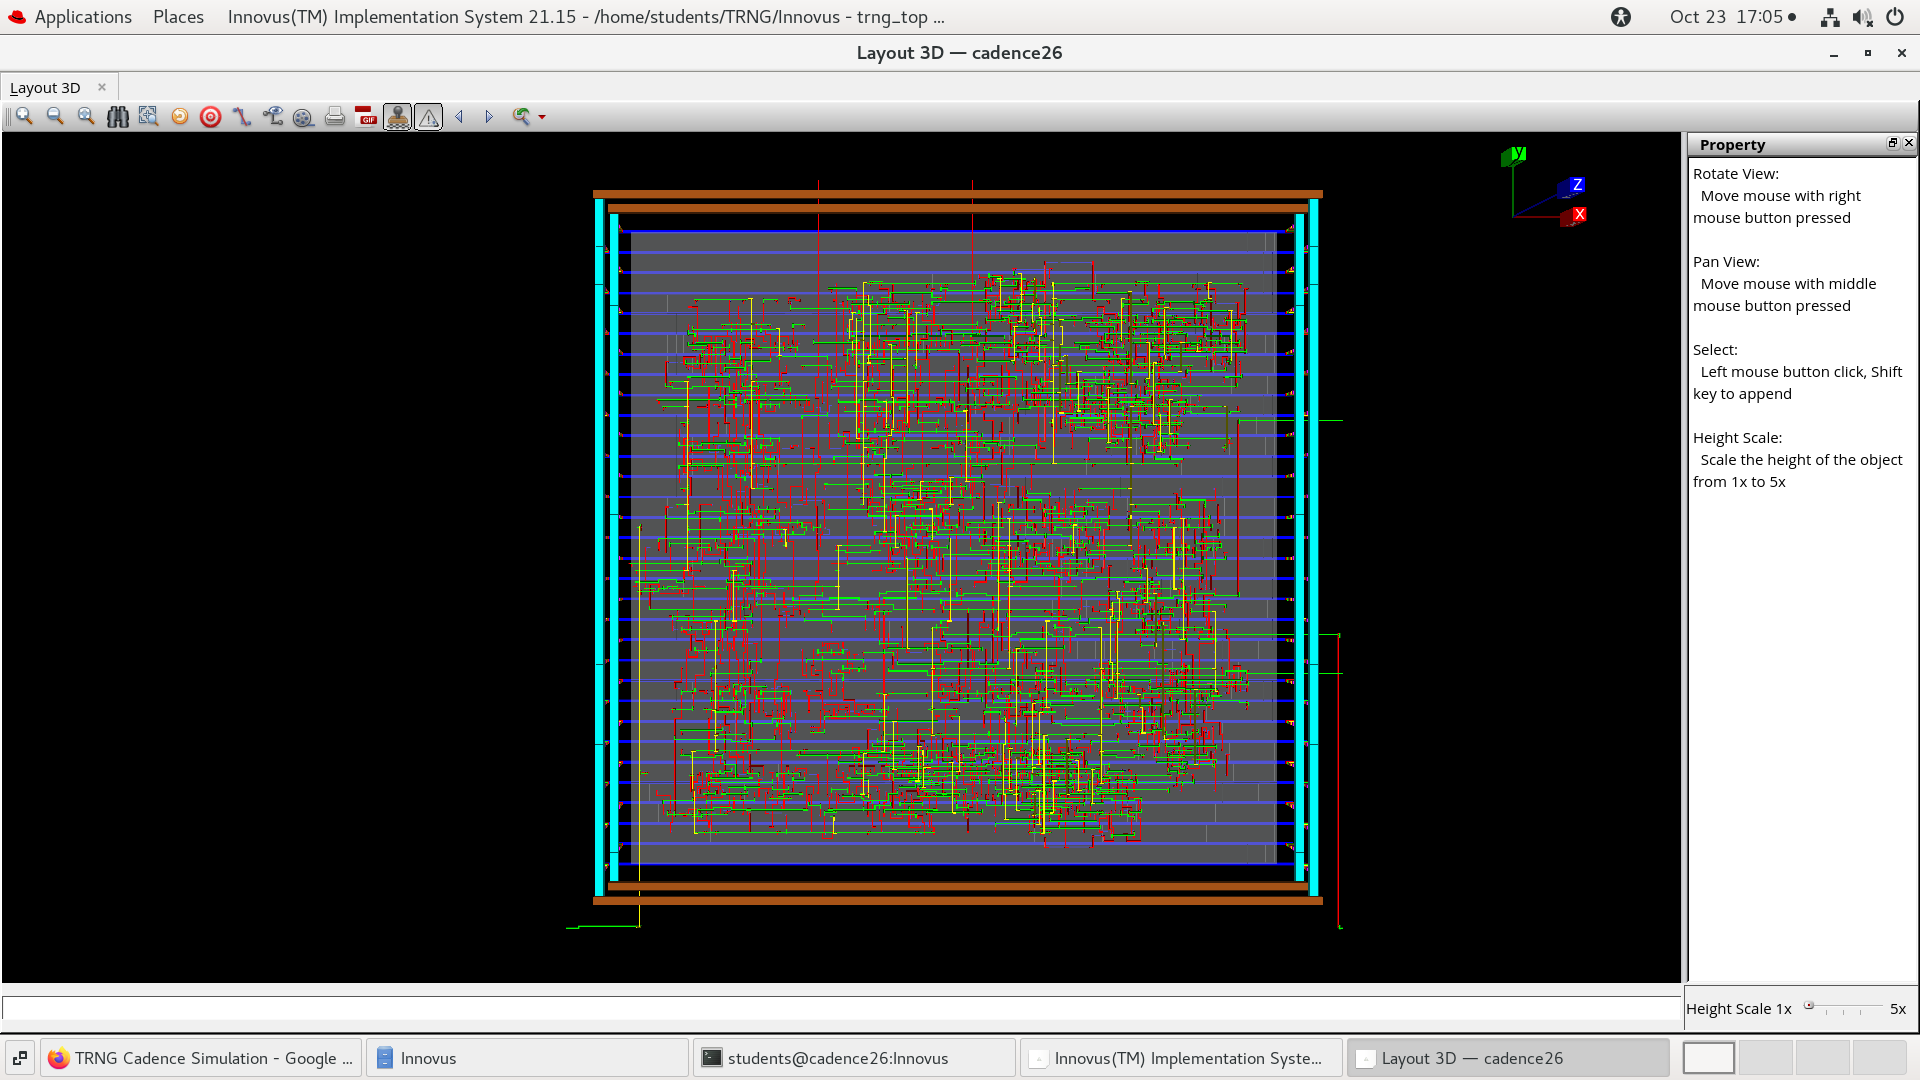 Applications Places Innovus(TM) Implementation System 21.15 - /home/students/TRNG/Innovus - trng_top ... Oct 23 17:05
Layout 3D — cadence26
Layout 3D
GIF
Property
Rotate View:
Move mouse with right
mouse button pressed
Pan View:
Move mouse with middle
mouse button pressed
Select:
Left mouse button click, Shift
key to append
Height Scale:
Scale the height of the object
from 1x to 5x
y
Z
X
Height Scale 1x 5x
TRNG Cadence Simulation - Google ... Innovus students@cadence26:Innovus Innovus(TM) Implementation Syste... Layout 3D — cadence26